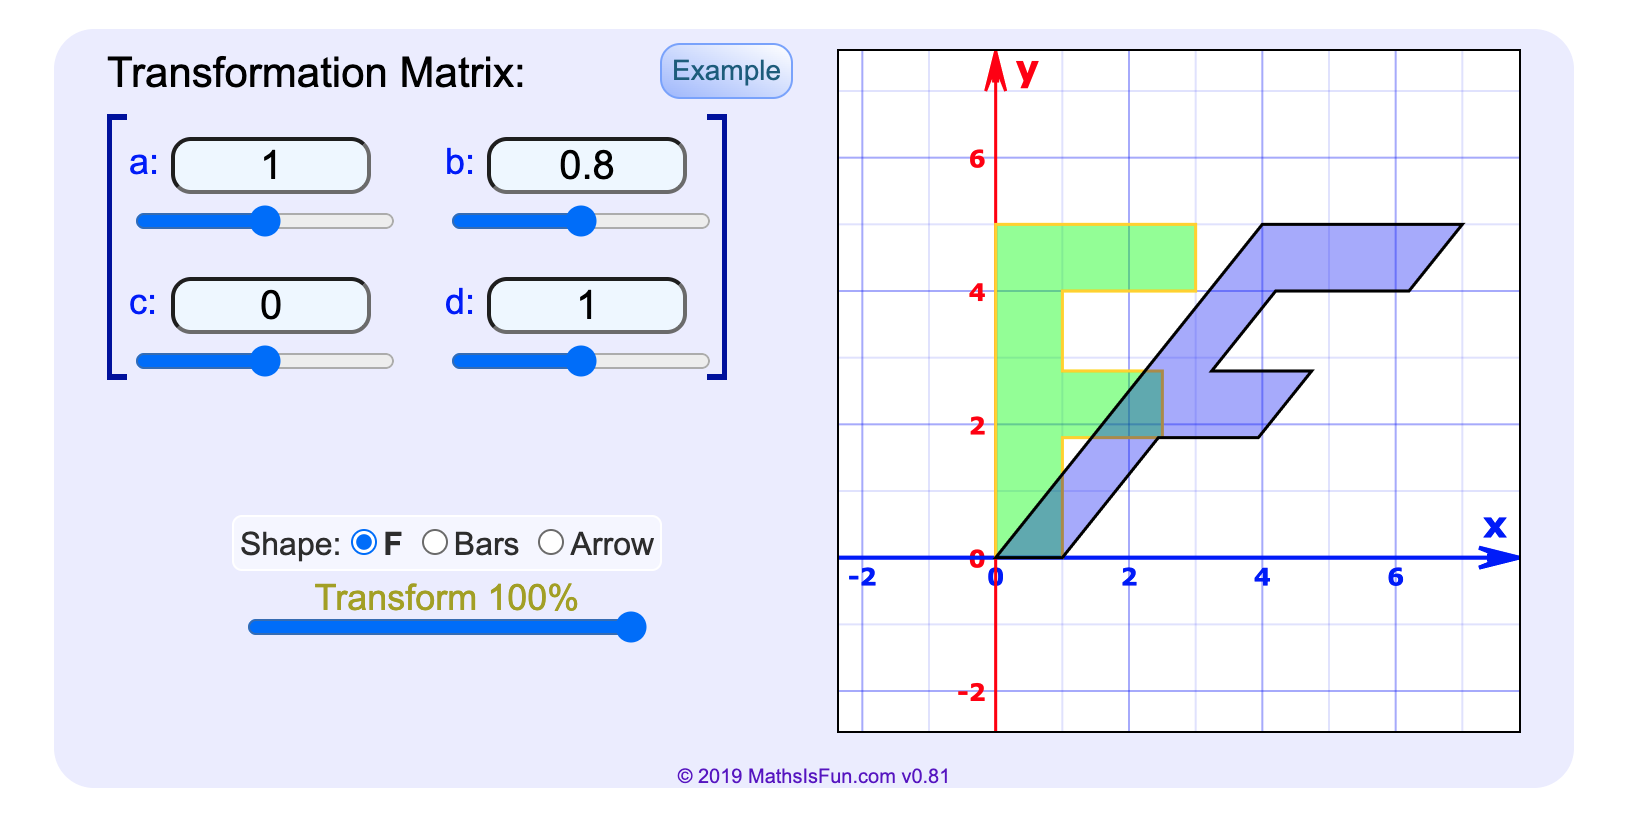 Transformation Matrix:
Example
a: 1 b: 0.8
c: 0 d: 1
Shape: F Bars Arrow
Transform 100%
y
6
4
2
0
-2
x
-2 0 2 4 6
© 2019 MathsIsFun.com v0.81